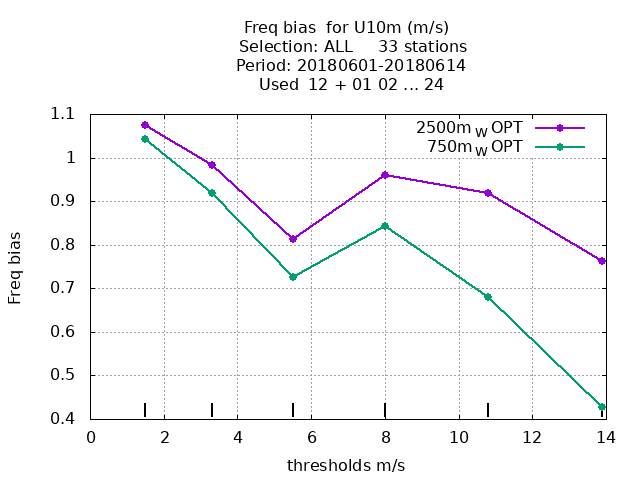 Freq bias  for U10m (m/s)
Selection: ALL     33 stations
Period: 20180601-20180614
Used  12 + 01 02 ... 24
2500m W OPT
750m W OPT
Freq bias
1.1
1
0.9
0.8
0.7
0.6
0.5
0.4
0 2 4 6 8 10 12 14
thresholds m/s